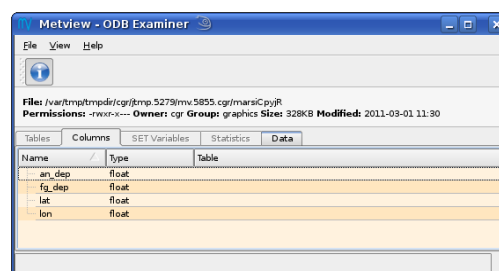 Metview - ODB Examiner
File View Help
File: /var/tmp/tmpdir/cgr/jtmp.5279/mv.5855.cgr/marsiCpyjR
Permissions: -rwxr-x--- Owner: cgr Group: graphics Size: 328KB Modified: 2011-03-01 11:30
Tables Columns SET Variables Statistics Data
Name Type Table
an_dep float
fg_dep float
lat float
lon float